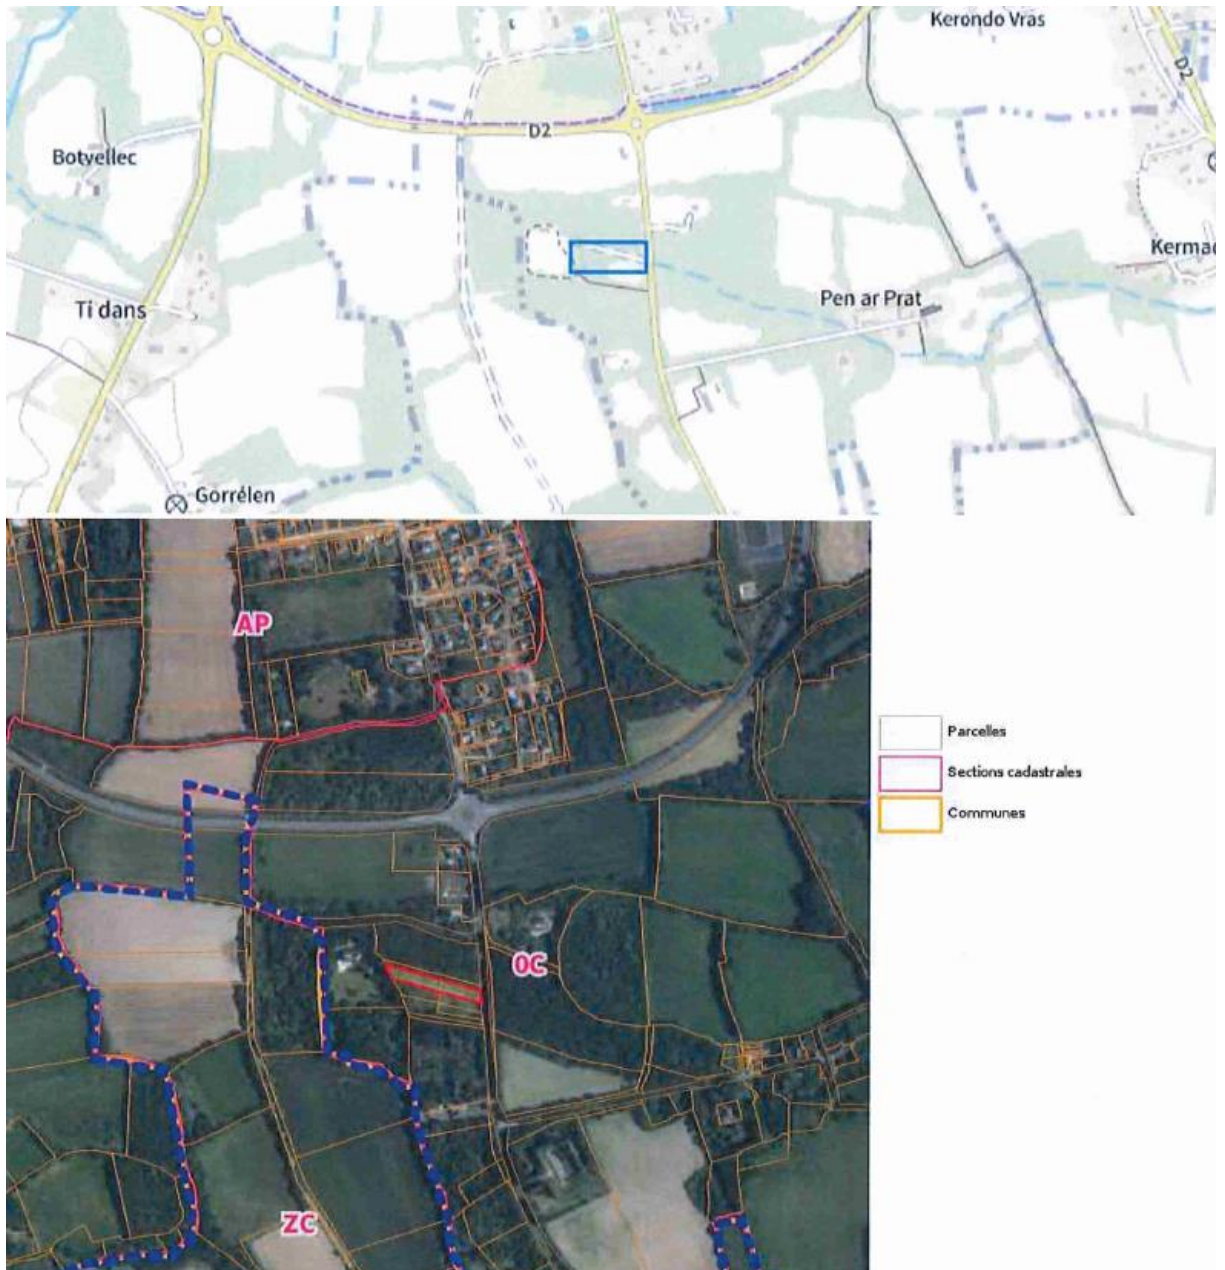 Kerondo Vras
D2
D2
Botvellec
Kermac
Pen ar Prat
Ti dans
Gorrélen
AP
Parcelles
Sections cadastrales
Communes
0C
ZC